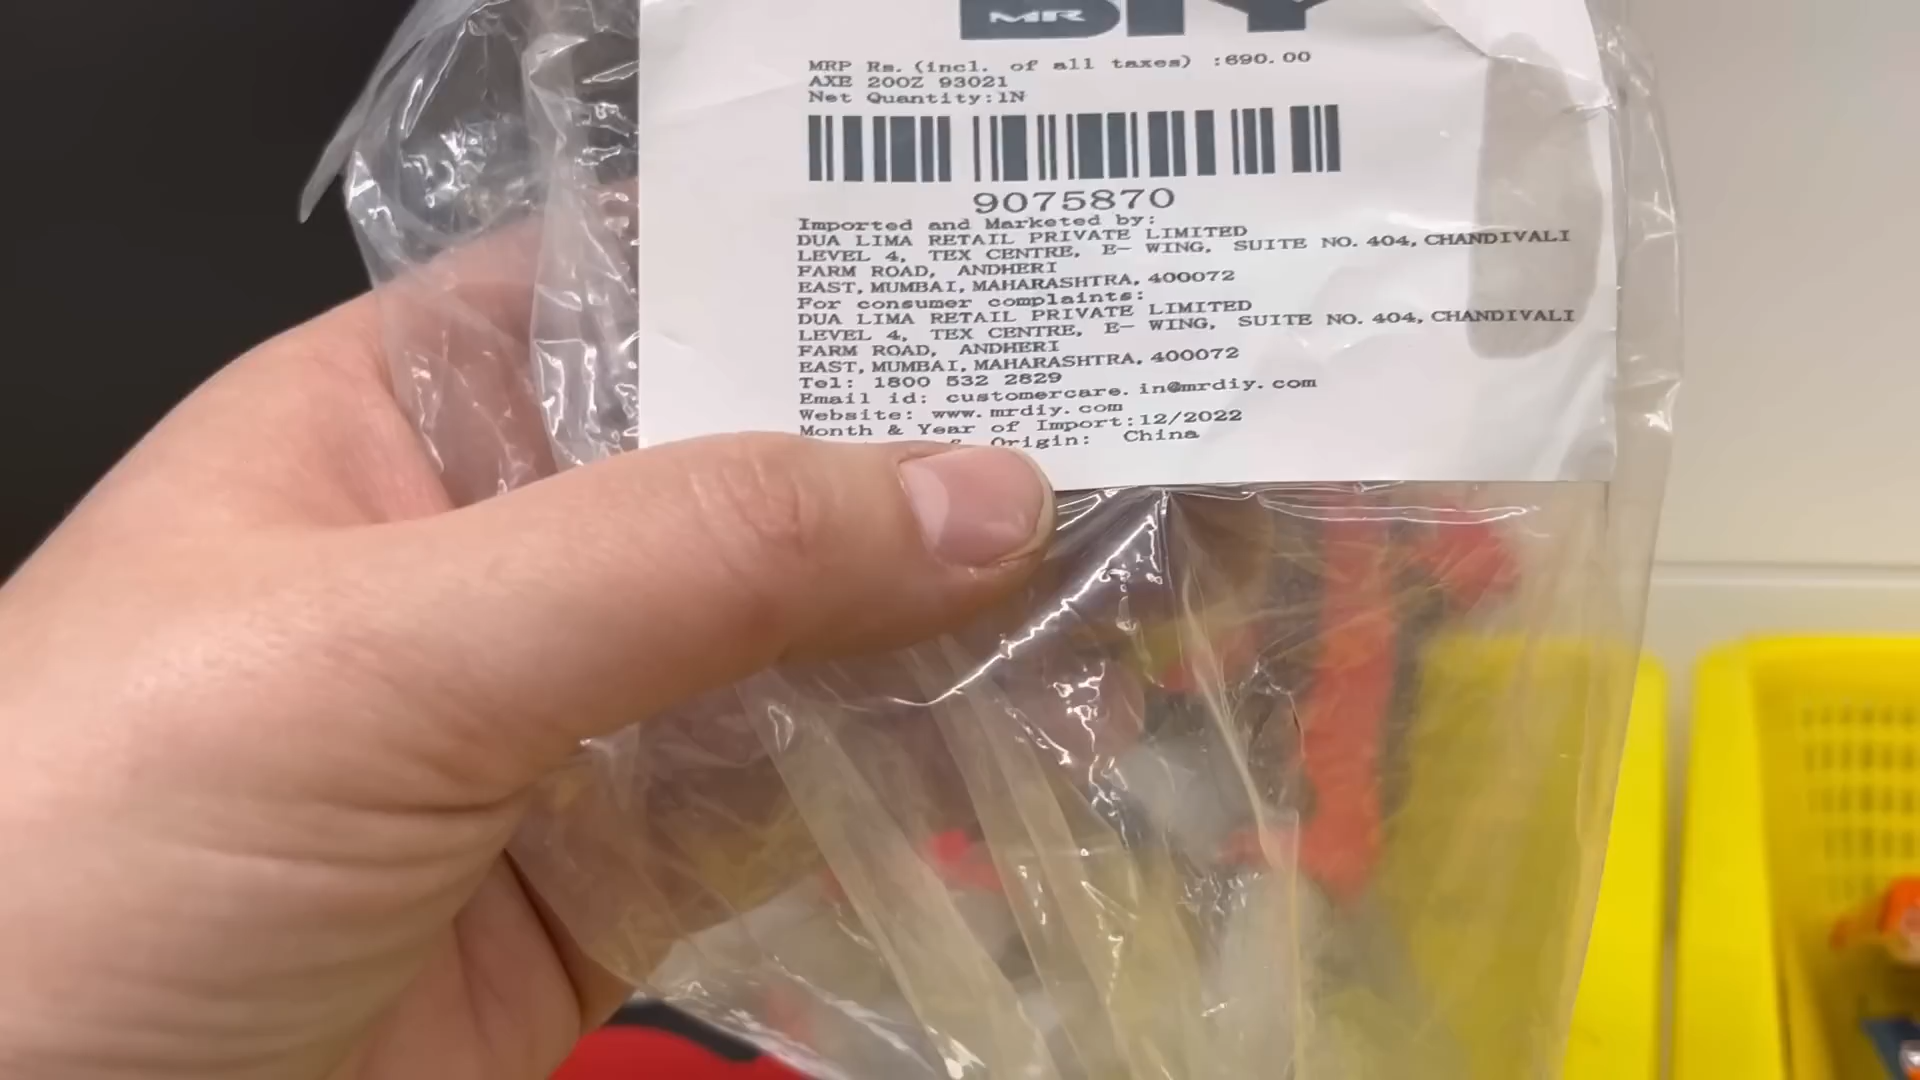 MR DIY
MRP Rs. (incl. of all taxes) :690.00
AXE 20OZ 93021
Net Quantity:1N
9075870
Imported and Marketed by:
DUA LIMA RETAIL PRIVATE LIMITED
LEVEL 4, TEX CENTRE, E- WING, SUITE NO. 404, CHANDIVALI
FARM ROAD, ANDHERI
EAST, MUMBAI, MAHARASHTRA, 400072
For consumer complaints:
DUA LIMA RETAIL PRIVATE LIMITED
LEVEL 4, TEX CENTRE, E- WING, SUITE NO. 404, CHANDIVALI
FARM ROAD, ANDHERI
EAST, MUMBAI, MAHARASHTRA, 400072
Tel: 1800 532 2829
Email id: customercare.in@mrdiy.com
Website: www.mrdiy.com
Month & Year of Import:12/2022
Origin: China